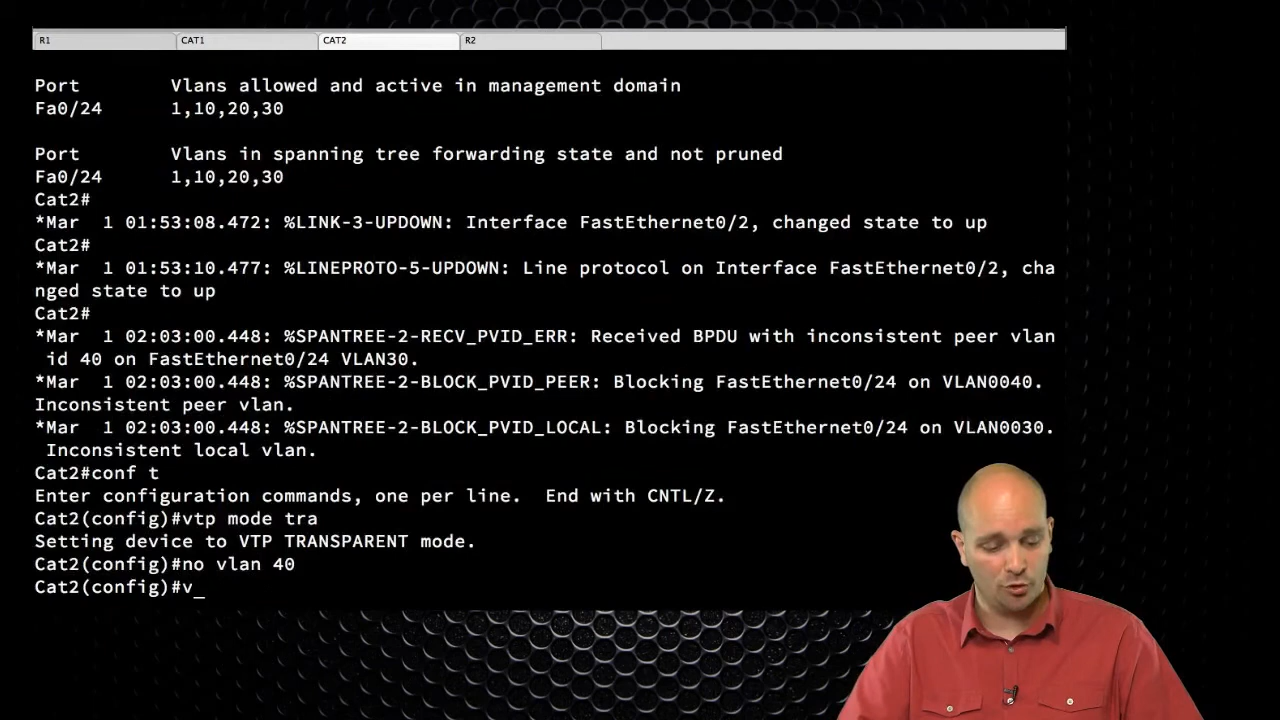 R1 CAT1 CAT2 R2
Port Vlans allowed and active in management domain
Fa0/24 1,10,20,30
Port Vlans in spanning tree forwarding state and not pruned
Fa0/24 1,10,20,30
Cat2#
*Mar 1 01:53:08.472: %LINK-3-UPDOWN: Interface FastEthernet0/2, changed state to up
Cat2#
*Mar 1 01:53:10.477: %LINEPROTO-5-UPDOWN: Line protocol on Interface FastEthernet0/2, cha
nged state to up
Cat2#
*Mar 1 02:03:00.448: %SPANTREE-2-RECV_PVID_ERR: Received BPDU with inconsistent peer vlan
id 40 on FastEthernet0/24 VLAN30.
*Mar 1 02:03:00.448: %SPANTREE-2-BLOCK_PVID_PEER: Blocking FastEthernet0/24 on VLAN0040.
Inconsistent peer vlan.
*Mar 1 02:03:00.448: %SPANTREE-2-BLOCK_PVID_LOCAL: Blocking FastEthernet0/24 on VLAN0030.
Inconsistent local vlan.
Cat2#conf t
Enter configuration commands, one per line. End with CNTL/Z.
Cat2(config)#vtp mode tra
Setting device to VTP TRANSPARENT mode.
Cat2(config)#no vlan 40
Cat2(config)#v_